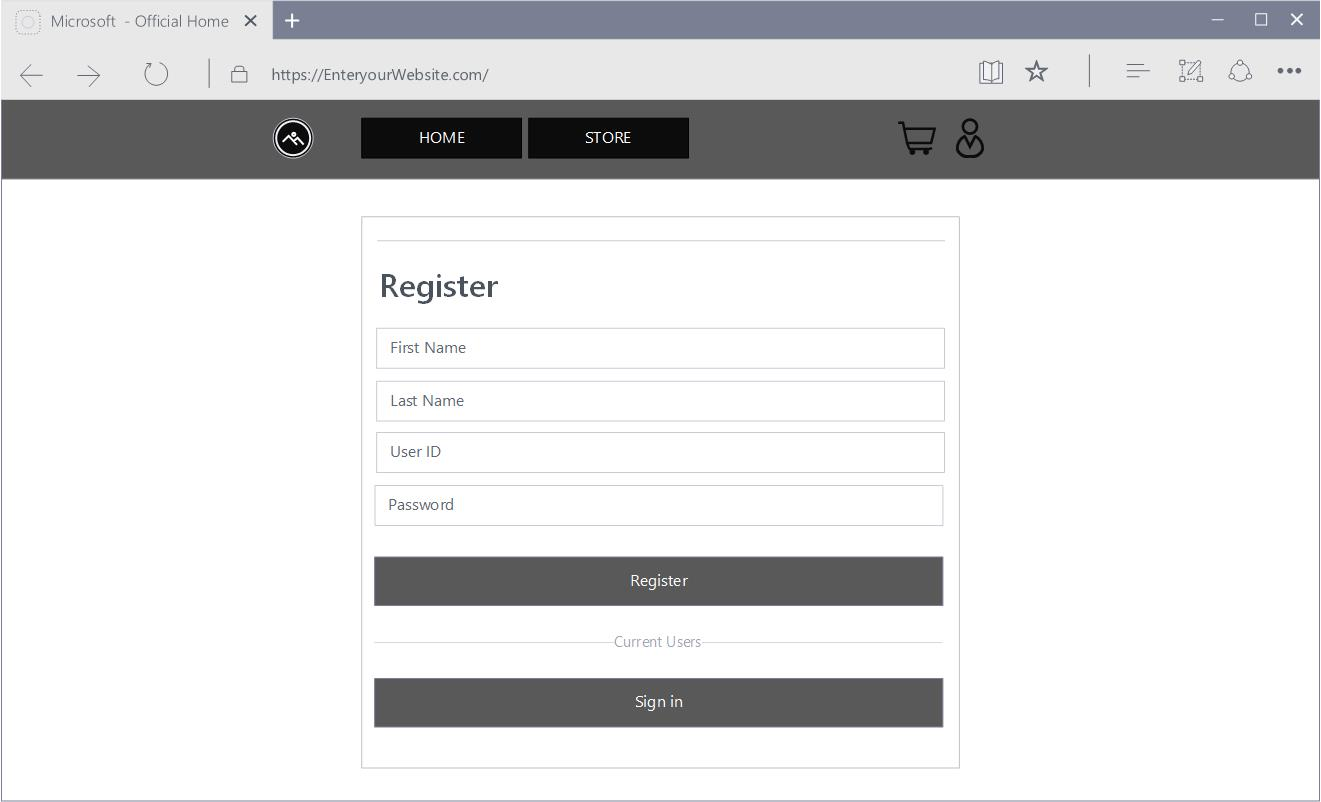 Microsoft - Official Home
https://EnteryourWebsite.com/
HOME STORE
Register
First Name
Last Name
User ID
Password
Register
Current Users
Sign in